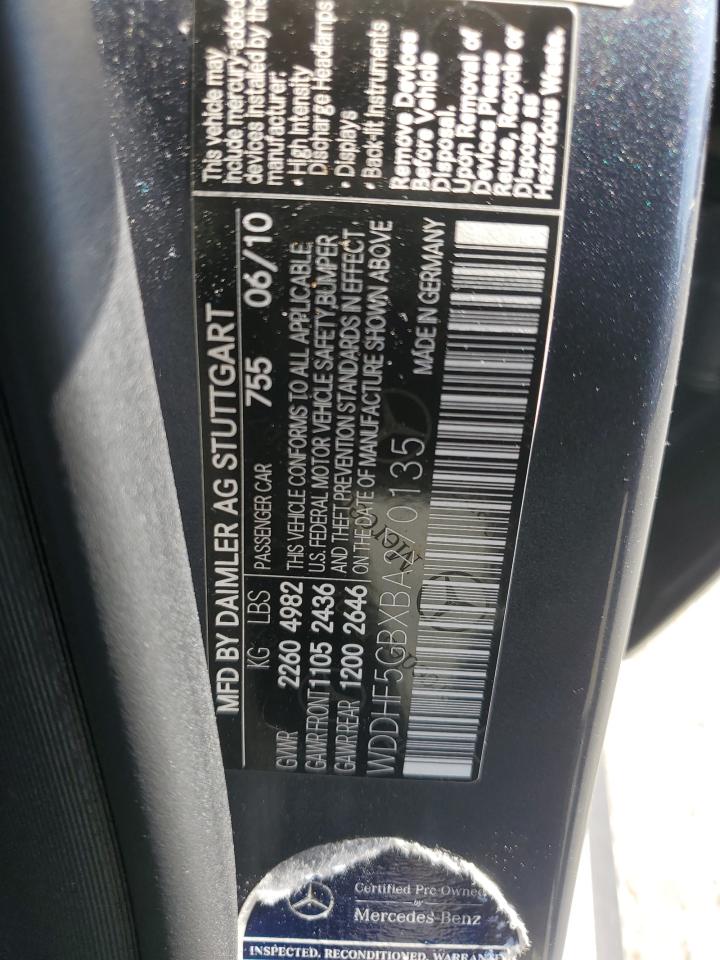 MFD BY DAIMLER AG STUTTGART
KG LBS PASSENGER CAR 755 06/10
GVWR 2260 4982 THIS VEHICLE CONFORMS TO ALL APPLICABLE
GAWR FRONT 1105 2436 U.S. FEDERAL MOTOR VEHICLE SAFETY,BUMPER
GAWR REAR 1200 2646 AND THEFT PREVENTION STANDARDS IN EFFECT
ON THE DATE OF MANUFACTURE SHOWN ABOVE
WDDHF5GBXBA270135 MADE IN GERMANY
This vehicle may
include mercury-added
devices installed by the
manufacturer:
• High Intensity
Discharge Headlamps
• Displays
• Back-lit Instruments
Remove Devices
Before Vehicle
Disposal.
Upon Removal of
Devices Please
Reuse, Recycle or
Dispose as
Hazardous Waste.
Certified Pre-Owned
by
Mercedes-Benz
INSPECTED. RECONDITIONED.